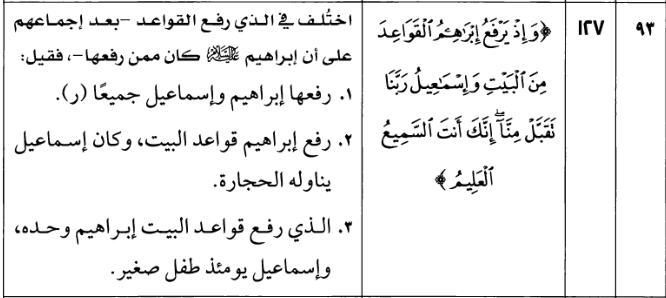 ٩٣
١٢٧
﴿وَإِذْ يَرْفَعُ إِبْرَاهِـۧمُ ٱلْقَوَاعِدَ
مِنَ ٱلْبَيْتِ وَإِسْمَاعِيلُ رَبَّنَا
تَقَبَّلْ مِنَّآ إِنَّكَ أَنتَ ٱلسَّمِيعُ
ٱلْعَلِيمُ﴾
اختُلف في الذي رفع القواعد -بعد إجماعهم
على أن إبراهيم عليه السلام كان ممن رفعها-، فقيل:
١. رفعها إبراهيم وإسماعيل جميعًا (ر).
٢. رفع إبراهيم قواعد البيت، وكان إسماعيل
يناوله الحجارة.
٣. الذي رفع قواعد البيت إبراهيم وحده،
وإسماعيل يومئذ طفل صغير.